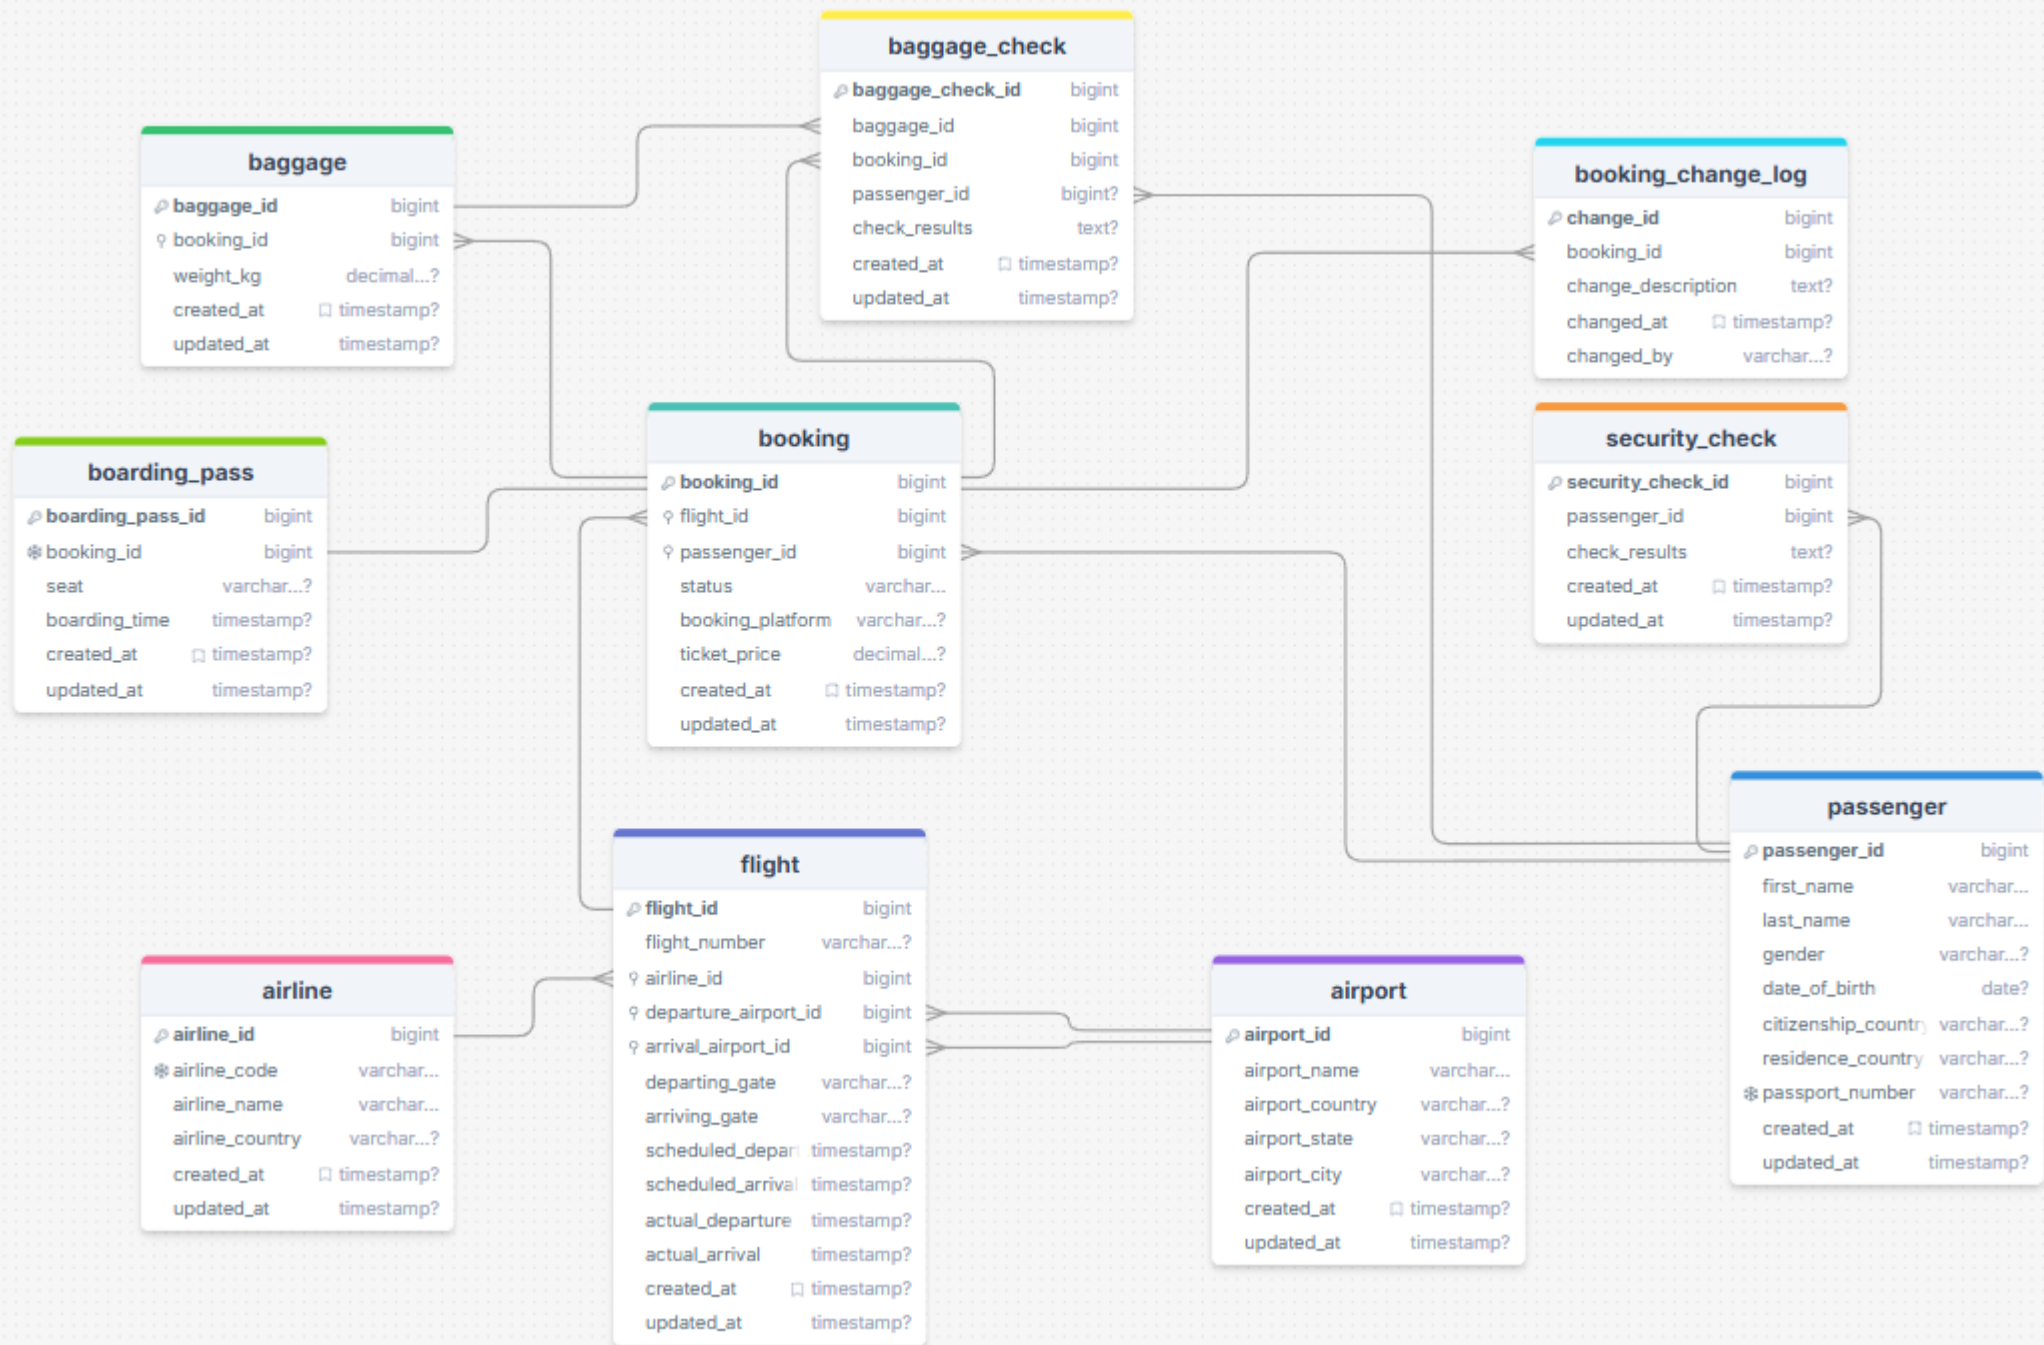 baggage_check
baggage_check_id bigint
baggage_id bigint
booking_id bigint
passenger_id bigint?
check_results text?
created_at timestamp?
updated_at timestamp?
baggage
baggage_id bigint
booking_id bigint
weight_kg decimal...?
created_at timestamp?
updated_at timestamp?
booking_change_log
change_id bigint
booking_id bigint
change_description text?
changed_at timestamp?
changed_by varchar...?
boarding_pass
boarding_pass_id bigint
booking_id bigint
seat varchar...?
boarding_time timestamp?
created_at timestamp?
updated_at timestamp?
booking
booking_id bigint
flight_id bigint
passenger_id bigint
status varchar...
booking_platform varchar...?
ticket_price decimal...?
created_at timestamp?
updated_at timestamp?
security_check
security_check_id bigint
passenger_id bigint
check_results text?
created_at timestamp?
updated_at timestamp?
passenger
passenger_id bigint
first_name varchar...
last_name varchar...
gender varchar...?
date_of_birth date?
citizenship_countr varchar...?
residence_country varchar...?
passport_number varchar...?
created_at timestamp?
updated_at timestamp?
flight
flight_id bigint
flight_number varchar...?
airline_id bigint
departure_airport_id bigint
arrival_airport_id bigint
departing_gate varchar...?
arriving_gate varchar...?
scheduled_depar timestamp?
scheduled_arrival timestamp?
actual_departure timestamp?
actual_arrival timestamp?
created_at timestamp?
updated_at timestamp?
airline
airline_id bigint
airline_code varchar...
airline_name varchar...
airline_country varchar...?
created_at timestamp?
updated_at timestamp?
airport
airport_id bigint
airport_name varchar...
airport_country varchar...?
airport_state varchar...?
airport_city varchar...?
created_at timestamp?
updated_at timestamp?